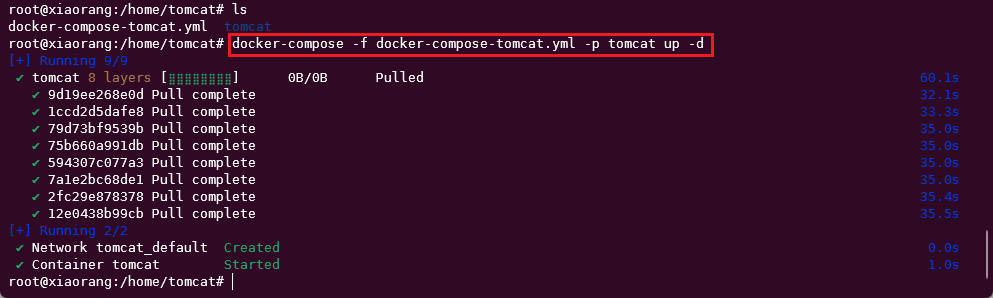 root@xiaorang:/home/tomcat# ls
docker-compose-tomcat.yml  tomcat
root@xiaorang:/home/tomcat# docker-compose -f docker-compose-tomcat.yml -p tomcat up -d
[+] Running 9/9
✔ tomcat 8 layers [⣿⣿⣿⣿⣿⣿⣿⣿]      0B/0B      Pulled      60.1s
✔ 9d19ee268e0d Pull complete      32.1s
✔ 1ccd2d5dafe8 Pull complete      33.3s
✔ 79d73bf9539b Pull complete      35.0s
✔ 75b660a991db Pull complete      35.0s
✔ 594307c077a3 Pull complete      35.0s
✔ 7a1e2bc68de1 Pull complete      35.0s
✔ 2fc29e878378 Pull complete      35.4s
✔ 12e0438b99cb Pull complete      35.5s
[+] Running 2/2
✔ Network tomcat_default  Created      0.0s
✔ Container tomcat        Started      1.0s
root@xiaorang:/home/tomcat#